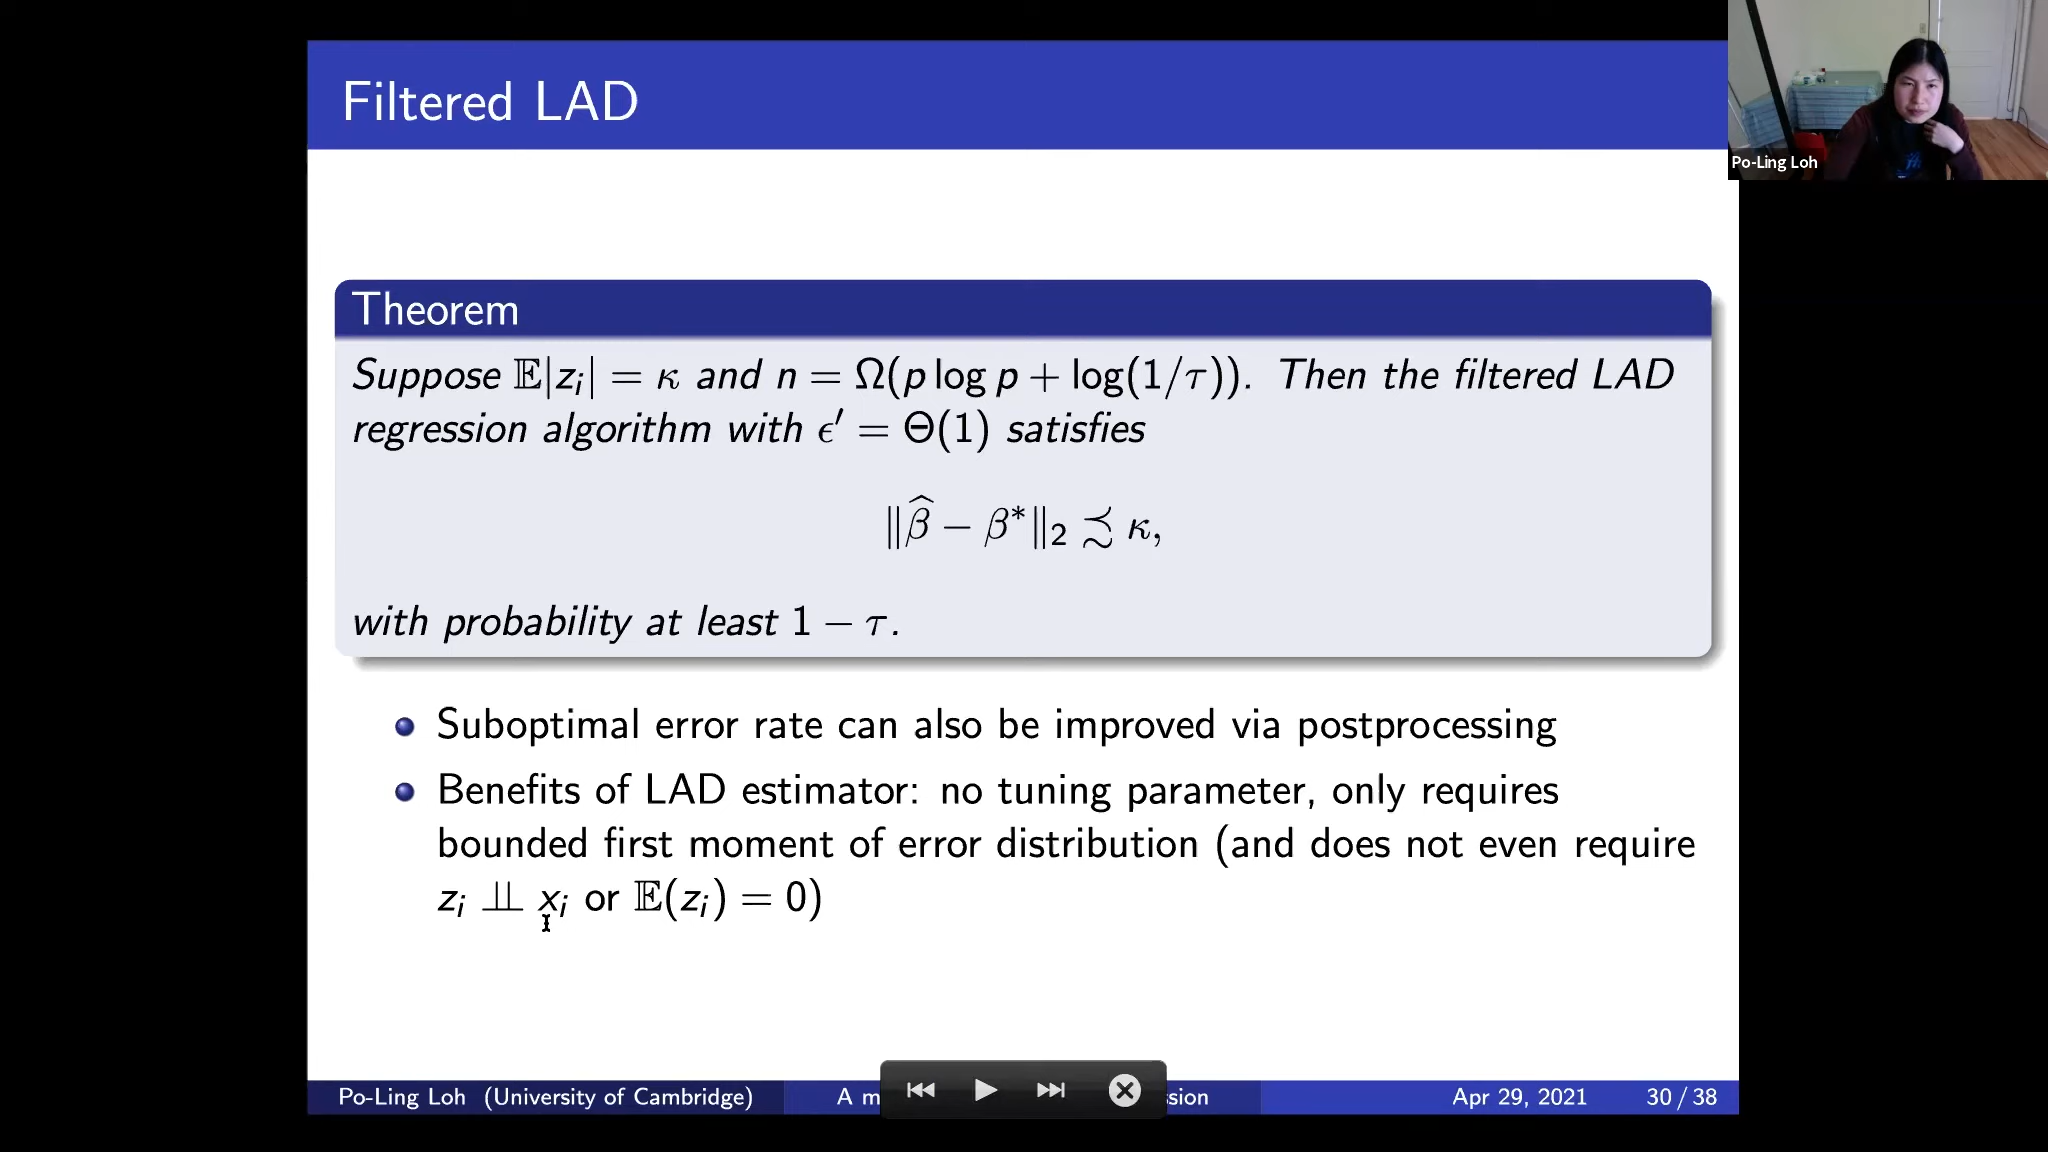 Filtered LAD
Po-Ling Loh
Theorem
Suppose 𝔼|zᵢ| = κ and n = Ω(p log p + log(1/τ)). Then the filtered LAD
regression algorithm with ϵ′ = Θ(1) satisfies
‖β̂ − β*‖₂ ≾ κ,
with probability at least 1 − τ.
Suboptimal error rate can also be improved via postprocessing
Benefits of LAD estimator: no tuning parameter, only requires
bounded first moment of error distribution (and does not even require
zᵢ ⫫ xᵢ or 𝔼(zᵢ) = 0)
Po-Ling Loh (University of Cambridge) A Apr 29, 2021 30 / 38